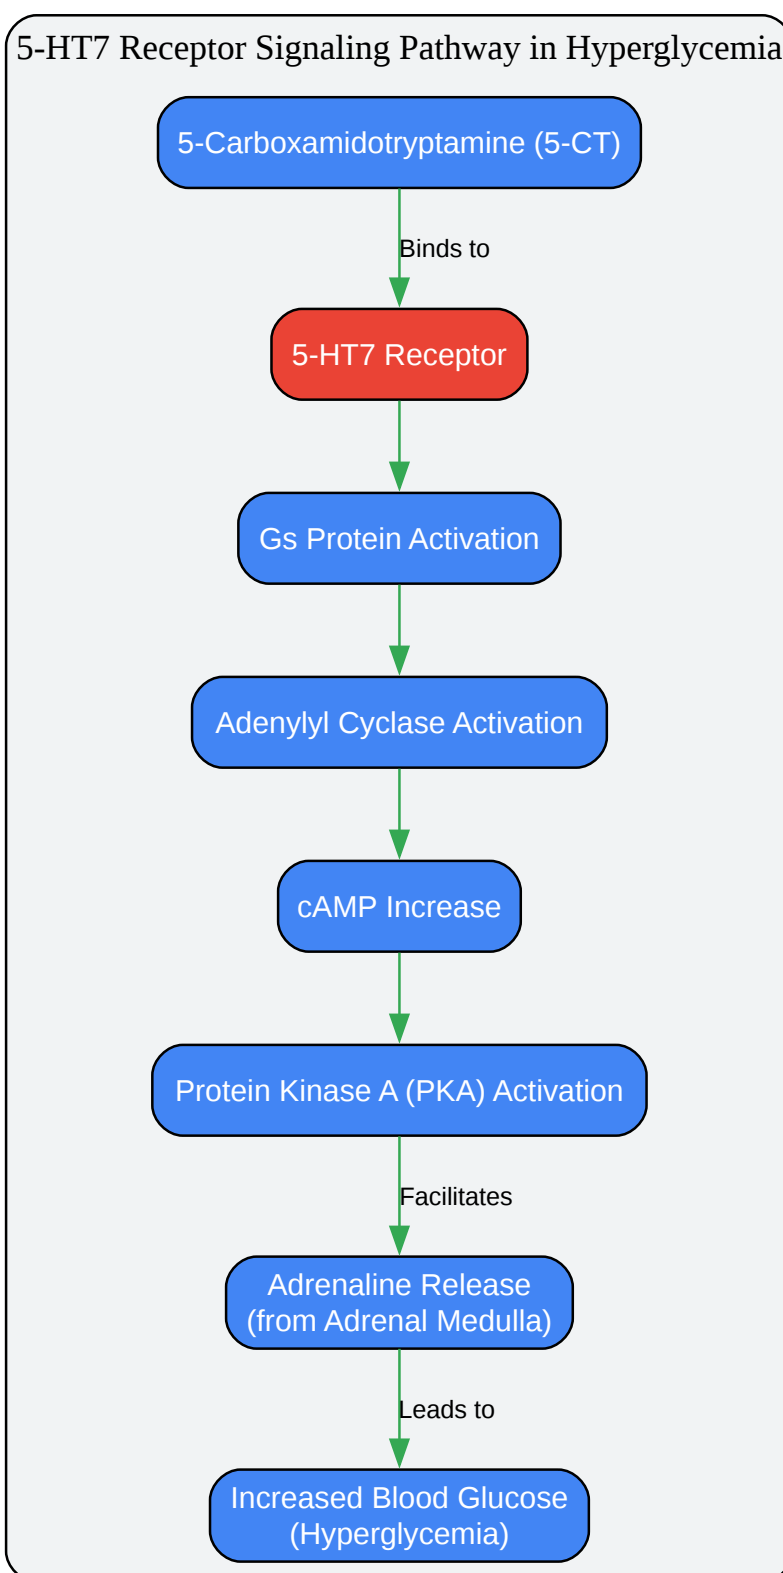 5-HT7 Receptor Signaling Pathway in Hyperglycemia
5-Carboxamidotryptamine (5-CT)
Binds to
5-HT7 Receptor
Gs Protein Activation
Adenylyl Cyclase Activation
cAMP Increase
Protein Kinase A (PKA) Activation
Facilitates
Adrenaline Release
(from Adrenal Medulla)
Leads to
Increased Blood Glucose
(Hyperglycemia)